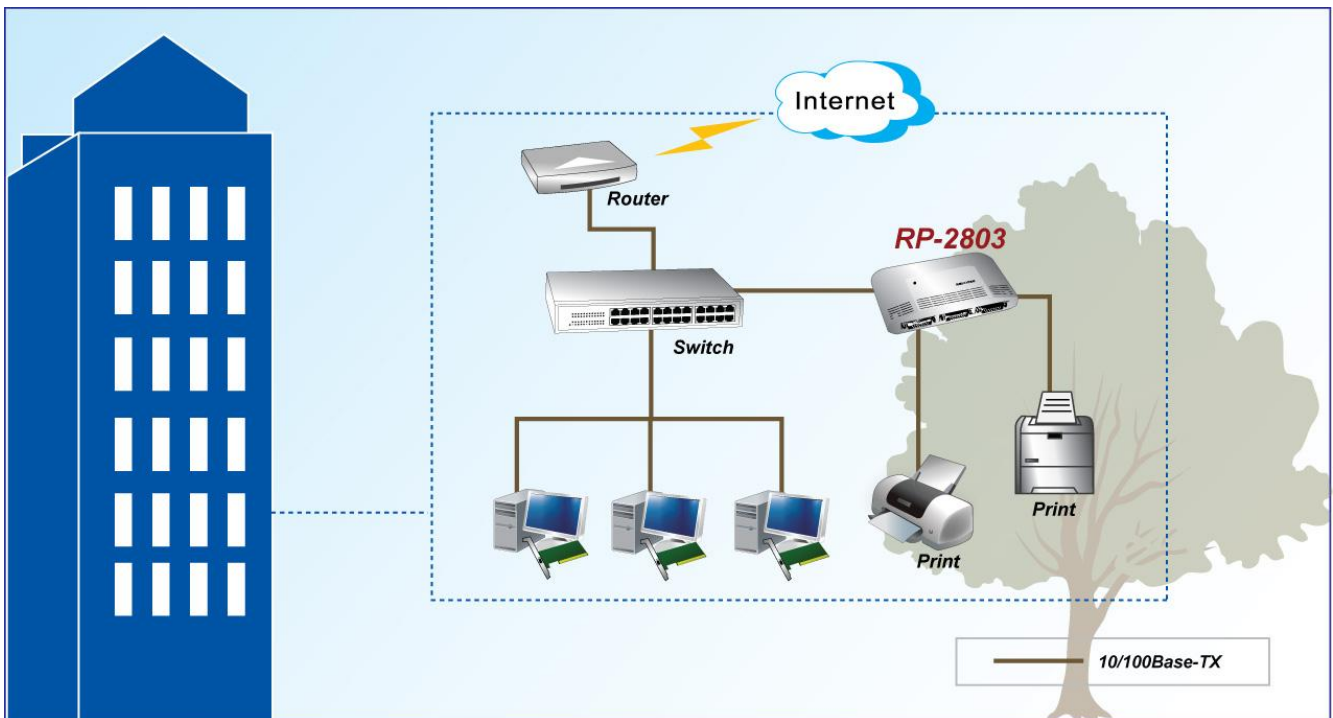 Internet
Router
RP-2803
Switch
Print
Print
10/100Base-TX